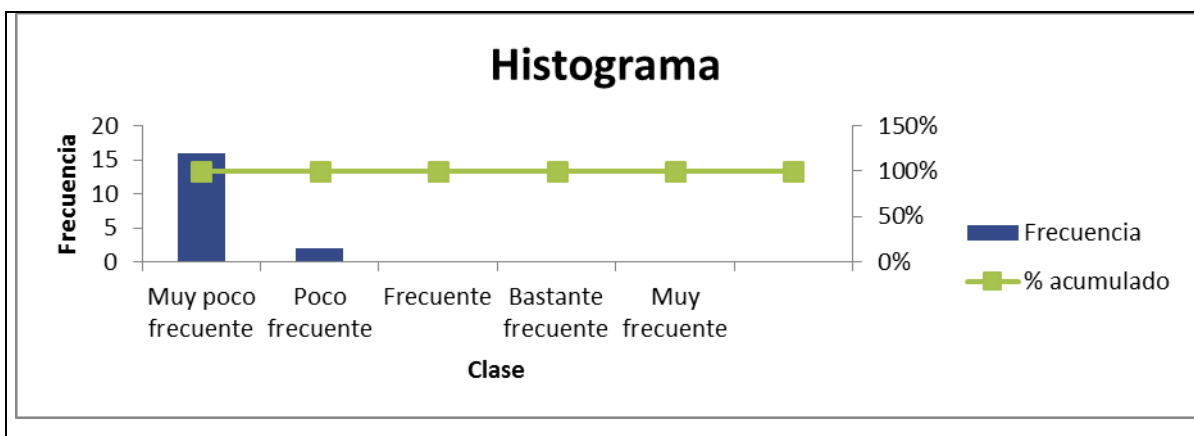 Histograma
Frecuencia
20
15
10
5
0
150%
100%
50%
0%
Muy poco
frecuente
Poco
frecuente
Frecuente
Bastante
frecuente
Muy
frecuente
Clase
Frecuencia
% acumulado